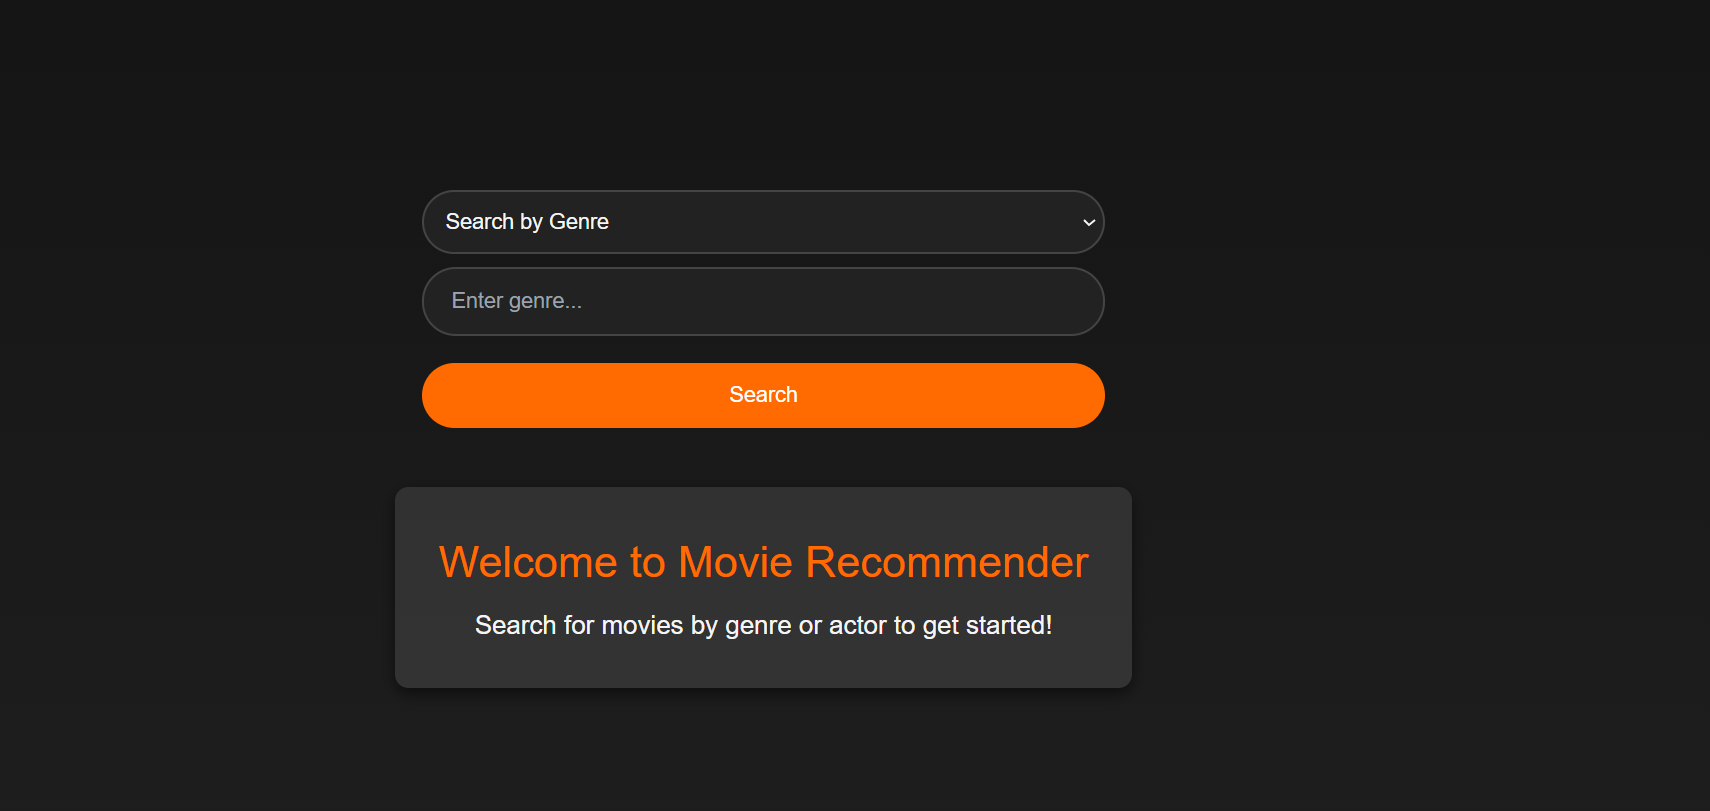 Search by Genre
Enter genre...
Search
Welcome to Movie Recommender
Search for movies by genre or actor to get started!